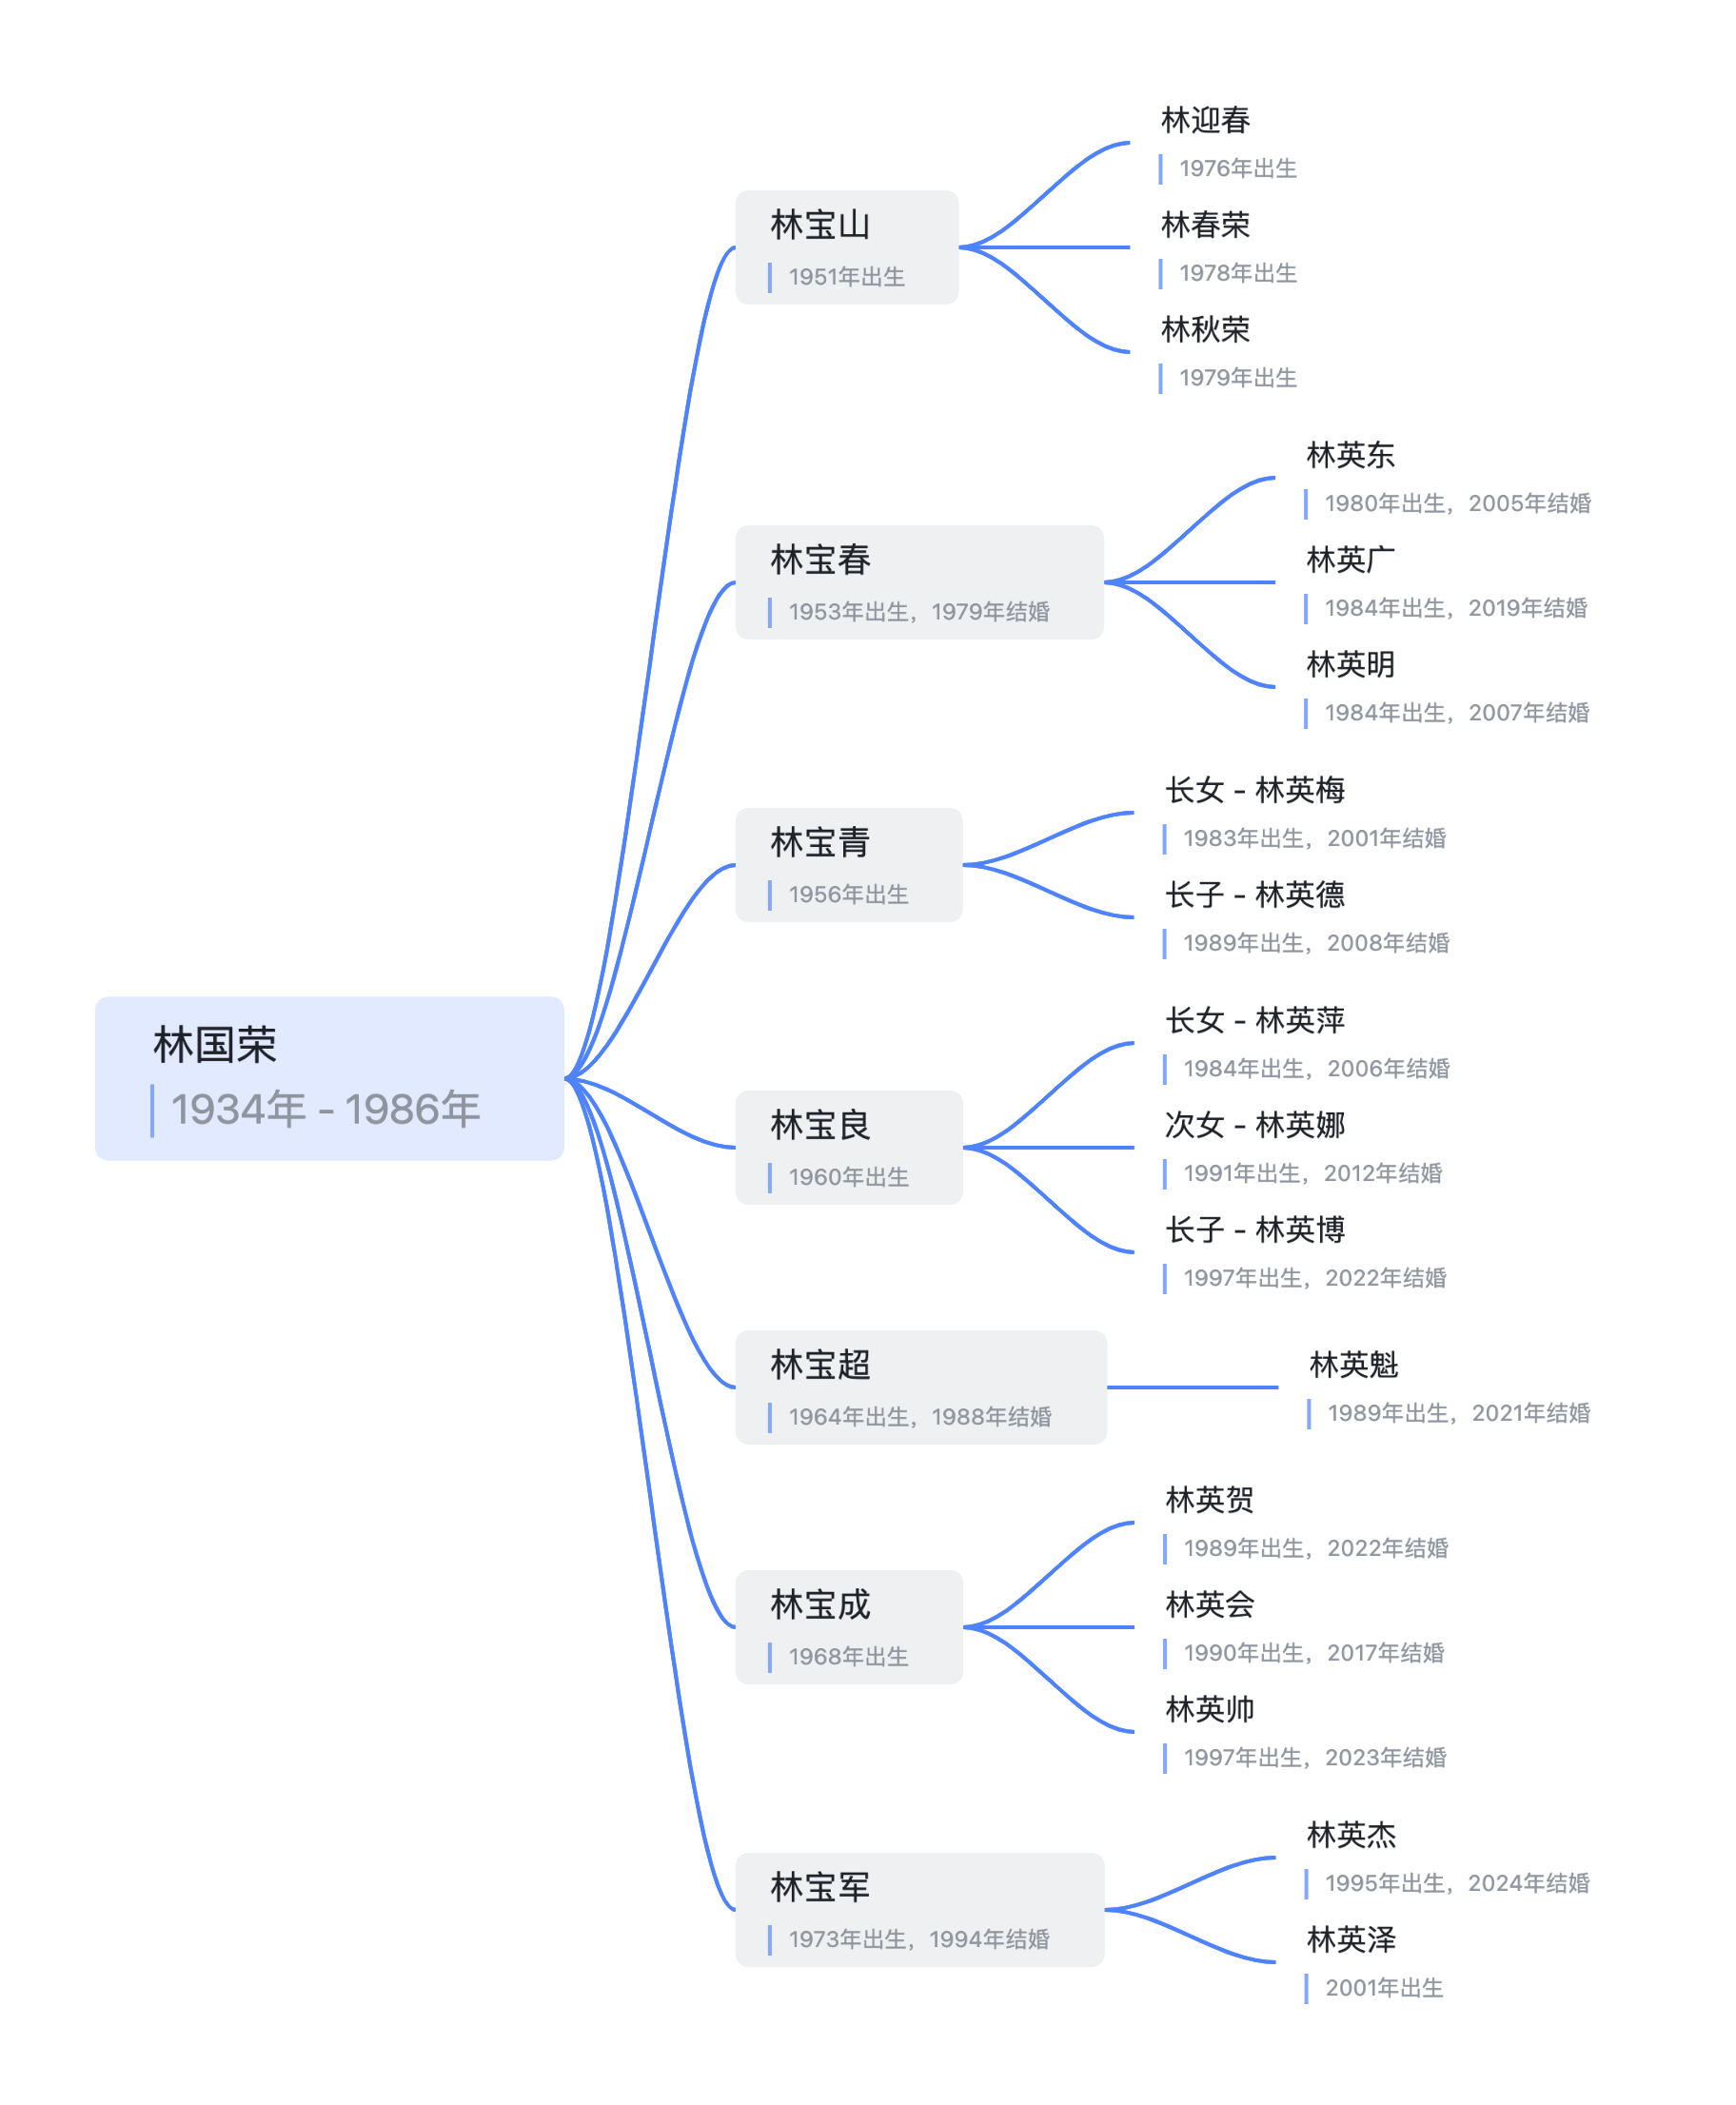 林国荣
1934年 - 1986年
林宝山
1951年出生
林迎春
1976年出生
林春荣
1978年出生
林秋荣
1979年出生
林宝春
1953年出生，1979年结婚
林英东
1980年出生，2005年结婚
林英广
1984年出生，2019年结婚
林英明
1984年出生，2007年结婚
林宝青
1956年出生
长女 - 林英梅
1983年出生，2001年结婚
长子 - 林英德
1989年出生，2008年结婚
林宝良
1960年出生
长女 - 林英萍
1984年出生，2006年结婚
次女 - 林英娜
1991年出生，2012年结婚
长子 - 林英博
1997年出生，2022年结婚
林宝超
1964年出生，1988年结婚
林英魁
1989年出生，2021年结婚
林宝成
1968年出生
林英贺
1989年出生，2022年结婚
林英会
1990年出生，2017年结婚
林英帅
1997年出生，2023年结婚
林宝军
1973年出生，1994年结婚
林英杰
1995年出生，2024年结婚
林英泽
2001年出生